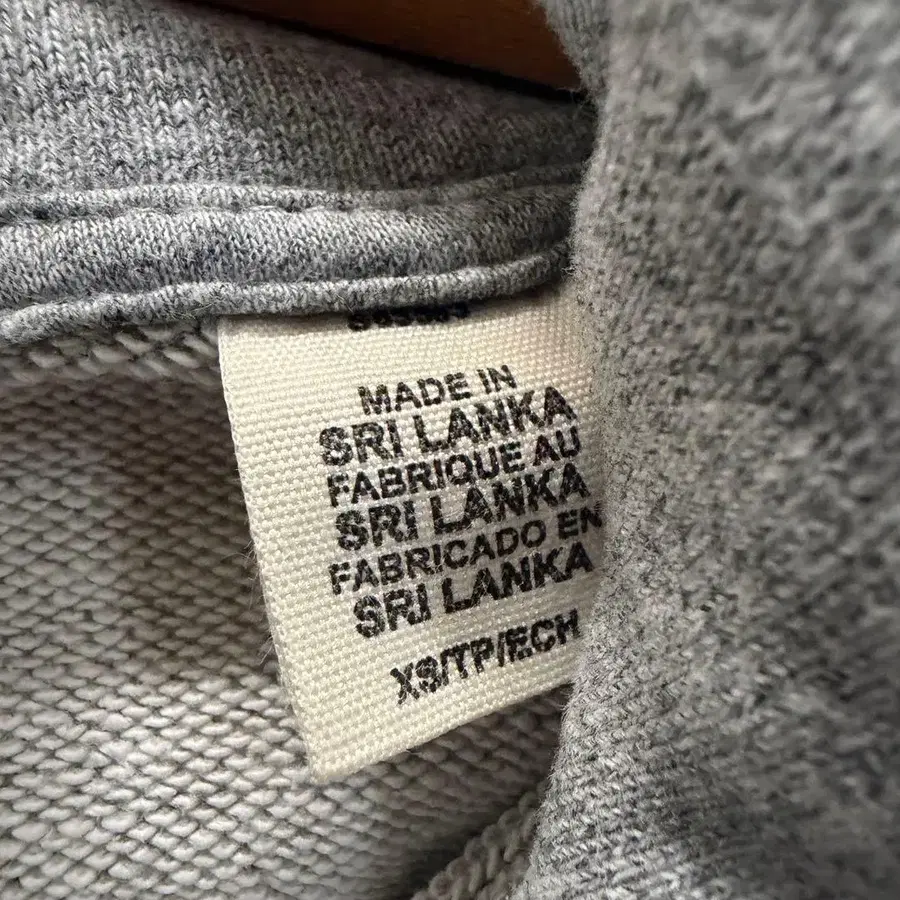 MADE IN
SRI LANKA
FABRIQUE AU
SRI LANKA
FABRICADO EN
SRI LANKA
XS/TP/ECH